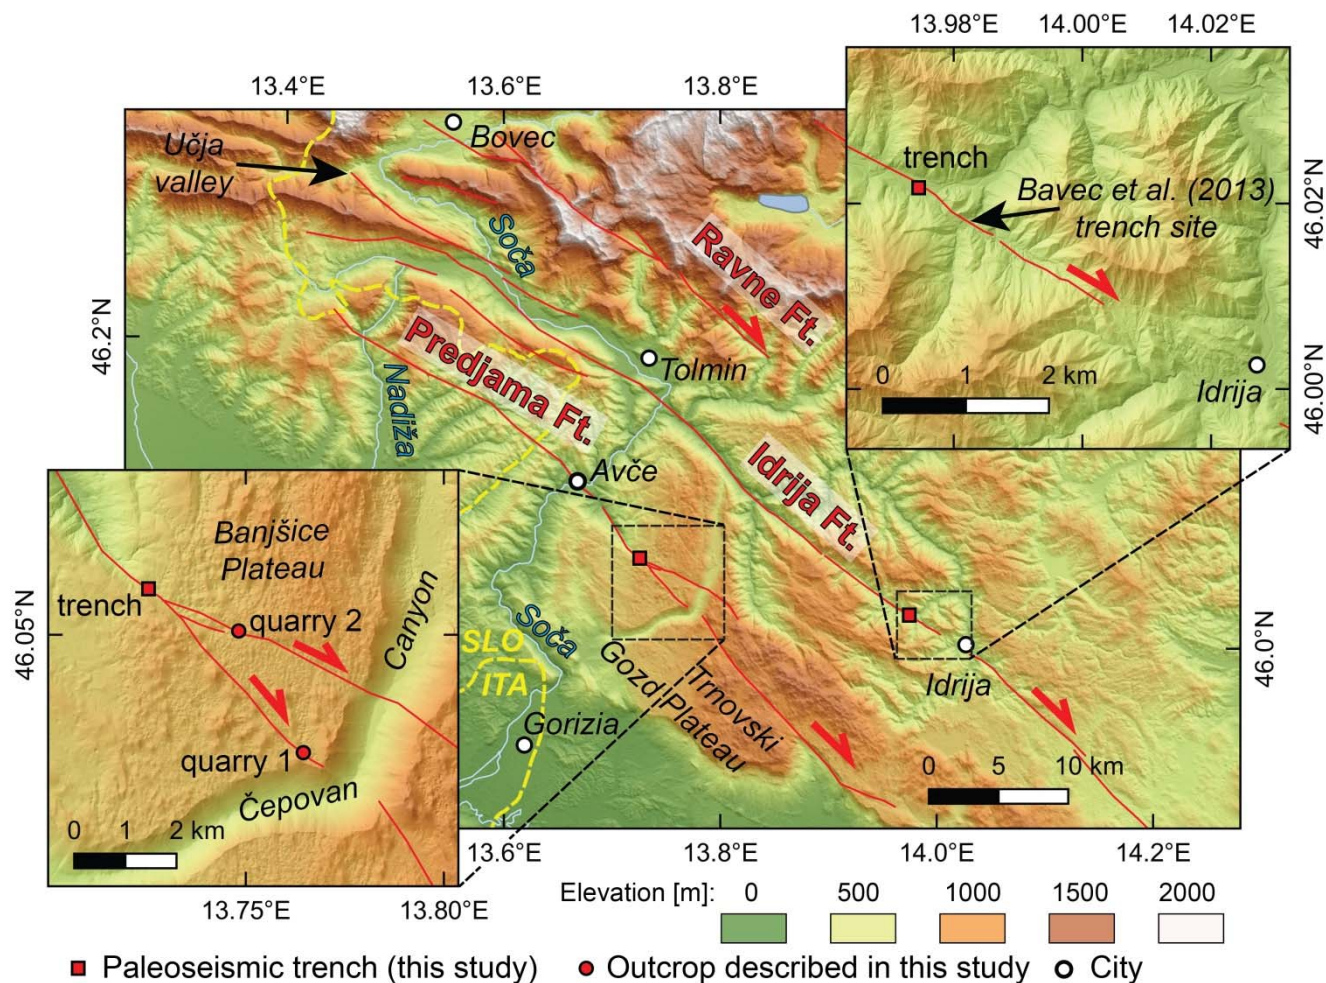 13.98°E 14.00°E 14.02°E
13.4°E 13.6°E 13.8°E
Učja
valley
Bovec
trench
Bavec et al. (2013)
trench site
46.02°N
Soča
Ravne Ft.
46.2°N
Predjama Ft.
Tolmin
0 1 2 km
Idrija
46.00°N
Nadiža
Avče
Idrija Ft.
Banjšice
Plateau
Canyon
trench
quarry 2
46.05°N
quarry 1
Čepovan
0 1 2 km
Soča
SLO
ITA
Gorizia
Gozd
Trnovski
Plateau
Idrija
46.0°N
0 5 10 km
13.6°E 13.8°E 14.0°E 14.2°E
13.75°E 13.80°E
Elevation [m]: 0 500 1000 1500 2000
Paleoseismic trench (this study) Outcrop described in this study City